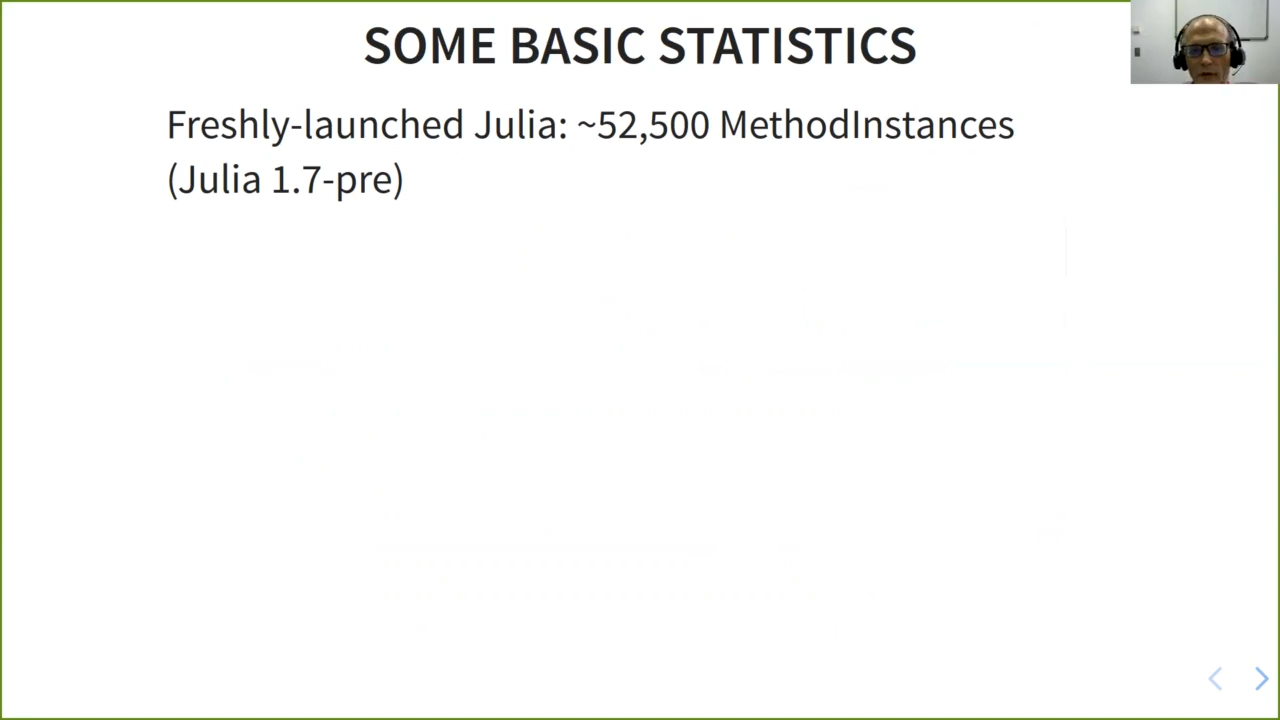 SOME BASIC STATISTICS
Freshly-launched Julia: ~52,500 MethodInstances
(Julia 1.7-pre)